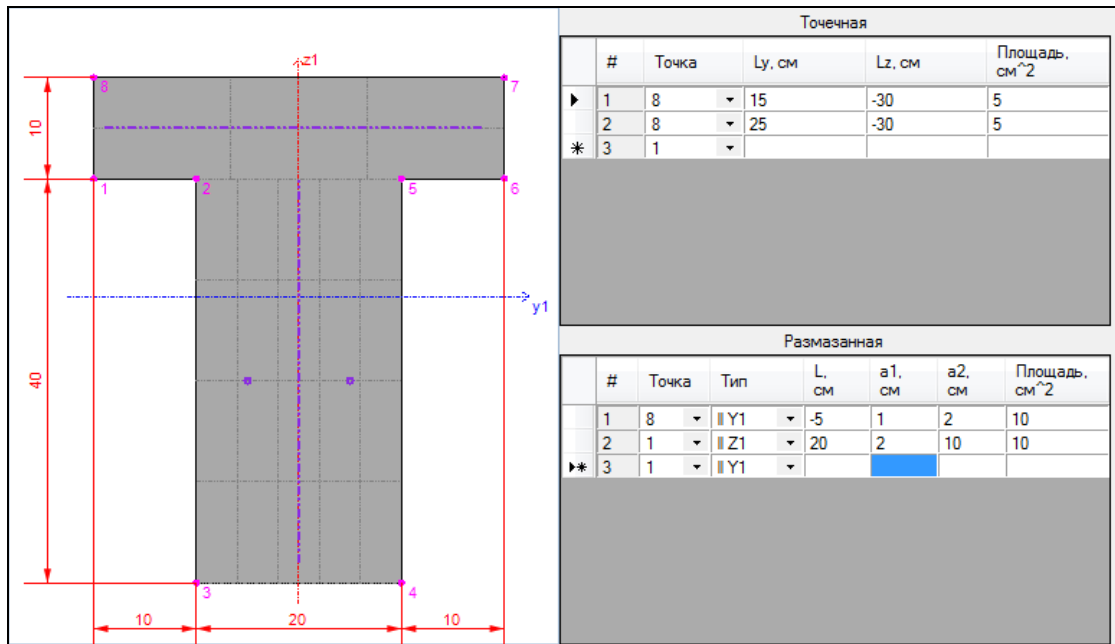 z1
8
7
10
1
2
5
6
y1
40
3
4
10
20
10
Точечная
# Точка Ly, см Lz, см Площадь,
см^2
1 8 15 -30 5
2 8 25 -30 5
3 1
Размазанная
# Точка Тип L, a1, a2, Площадь,
см см см см^2
1 8 Y1 -5 1 2 10
2 1 Z1 20 2 10 10
3 1 Y1